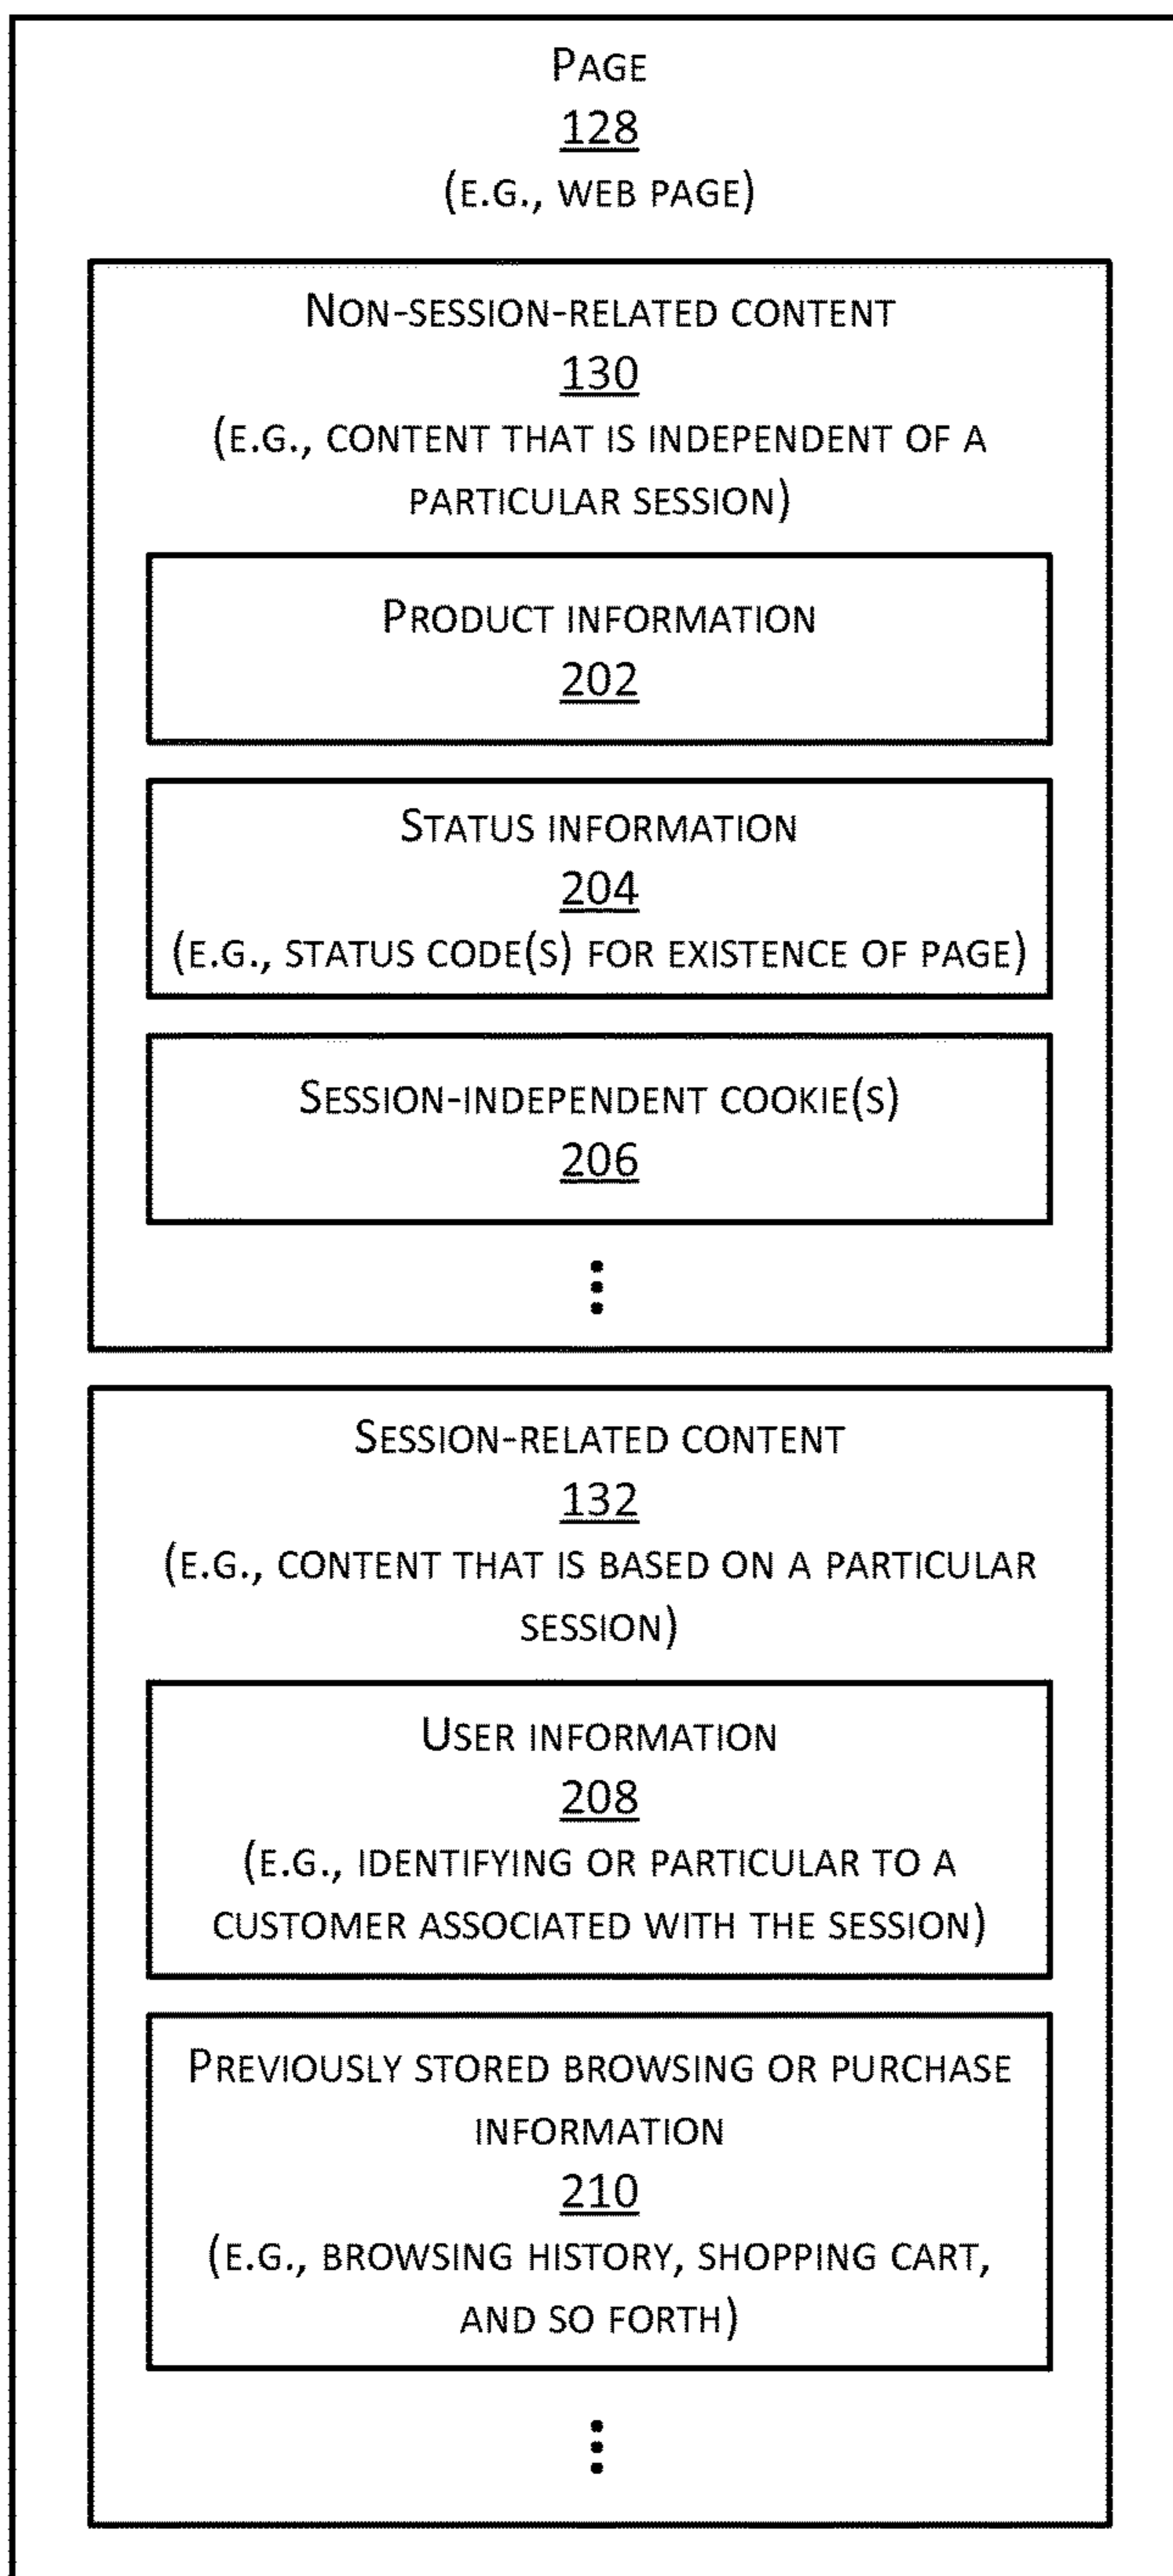 PAGE
128
(E.G., WEB PAGE)
NON-SESSION-RELATED CONTENT
130
(E.G., CONTENT THAT IS INDEPENDENT OF A
PARTICULAR SESSION)
PRODUCT INFORMATION
202
STATUS INFORMATION
204
(E.G., STATUS CODE(S) FOR EXISTENCE OF PAGE)
SESSION-INDEPENDENT COOKIE(S)
206
SESSION-RELATED CONTENT
132
(E.G., CONTENT THAT IS BASED ON A PARTICULAR
SESSION)
USER INFORMATION
208
(E.G., IDENTIFYING OR PARTICULAR TO A
CUSTOMER ASSOCIATED WITH THE SESSION)
PREVIOUSLY STORED BROWSING OR PURCHASE
INFORMATION
210
(E.G., BROWSING HISTORY, SHOPPING CART,
AND SO FORTH)